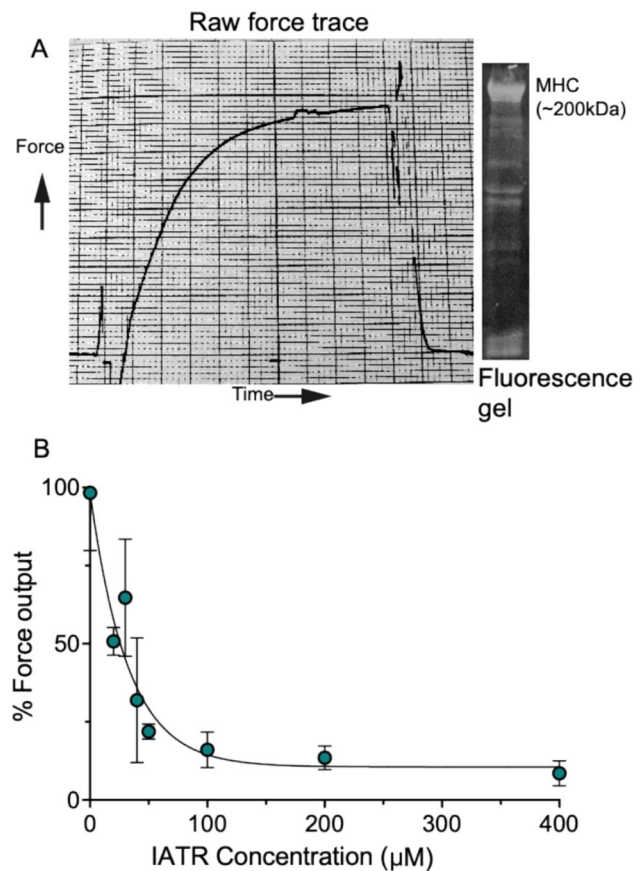 Raw force trace
A
Force
MHC
(~200kDa)
Time
Fluorescence
gel
B
% Force output
100
50
0
0
100
200
300
400
IATR Concentration (µM)